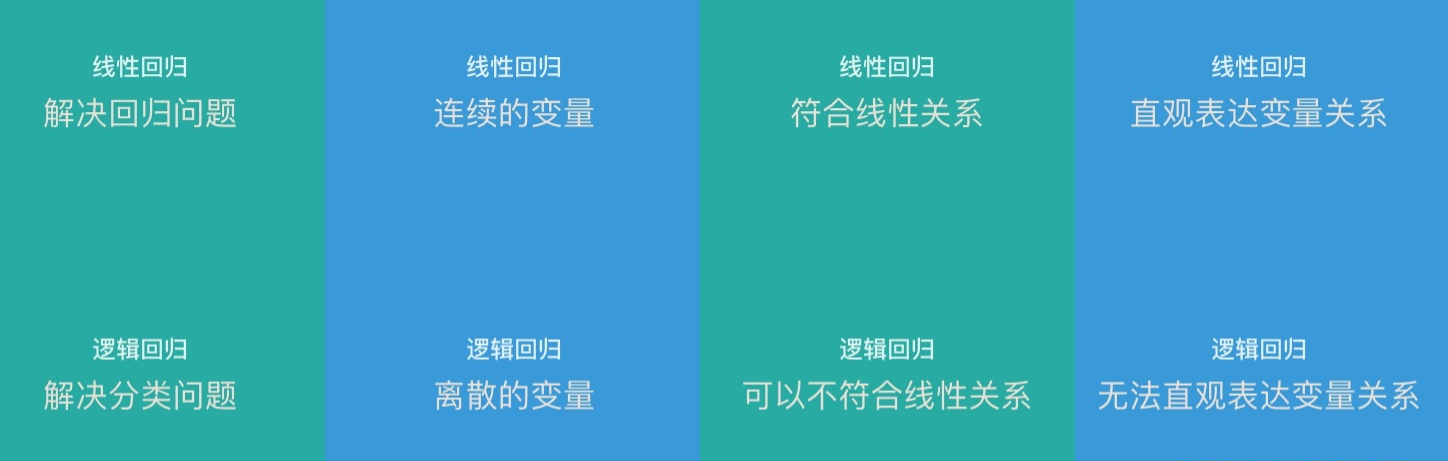 线性回归
解决回归问题
逻辑回归
解决分类问题
线性回归
连续的变量
逻辑回归
离散的变量
线性回归
符合线性关系
逻辑回归
可以不符合线性关系
线性回归
直观表达变量关系
逻辑回归
无法直观表达变量关系